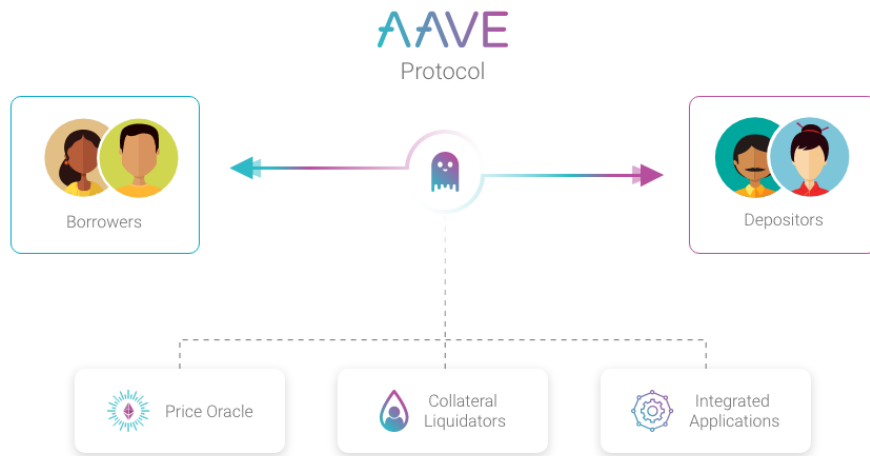 AAVE
Protocol
Borrowers
Depositors
Price Oracle
Collateral
Liquidators
Integrated
Applications